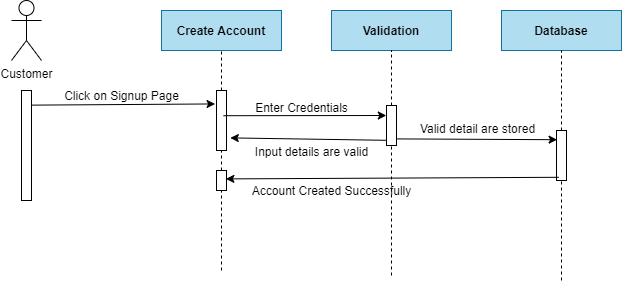 Create Account
Validation
Database
Customer
Click on Signup Page
Enter Credentials
Valid detail are stored
Input details are valid
Account Created Successfully